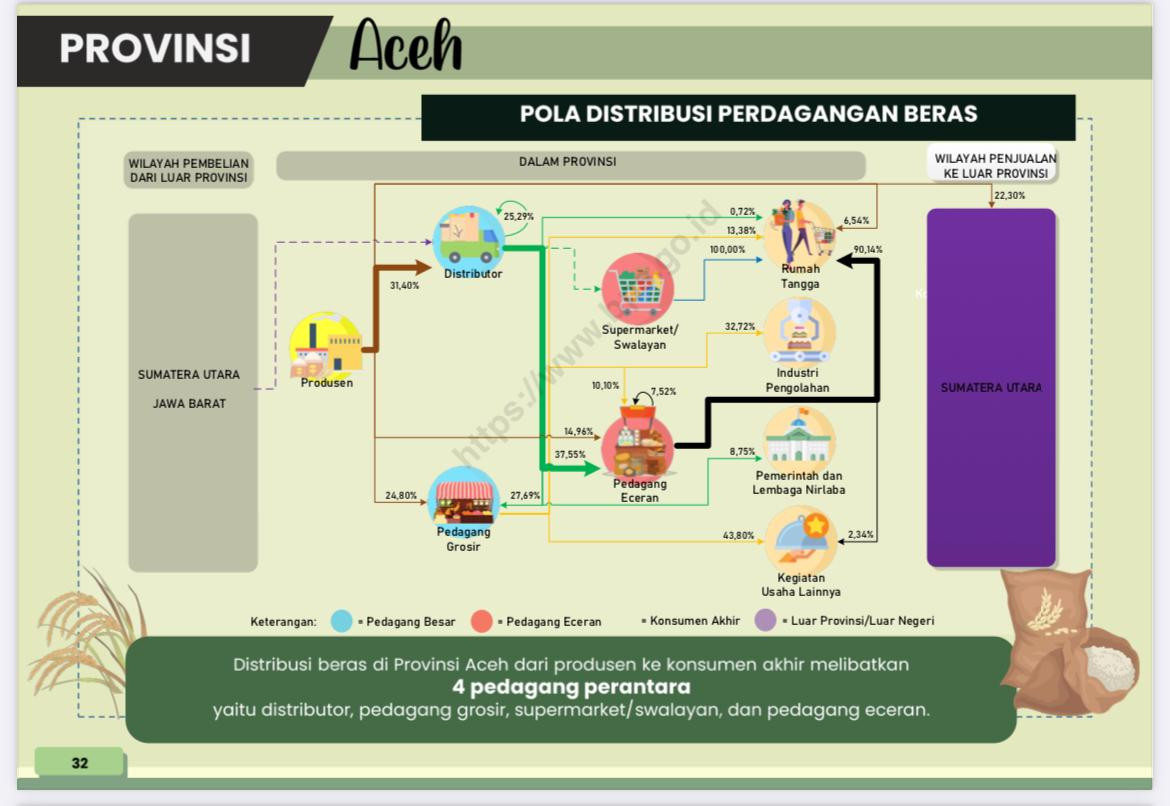 PROVINSI
Aceh
POLA DISTRIBUSI PERDAGANGAN BERAS
WILAYAH PEMBELIAN
DARI LUAR PROVINSI
DALAM PROVINSI
WILAYAH PENJUALAN
KE LUAR PROVINSI
22,30%
25,29%
0,72%
6,54%
13,38%
100,00%
90,14%
Distributor
Rumah
Tangga
31,40%
Supermarket/
Swalayan
32,72%
SUMATERA UTARA
JAWA BARAT
Produsen
Industri
Pengolahan
SUMATERA UTARA
10,10%
7,52%
14,96%
37,55%
8,75%
Pedagang
Eceran
Pemerintah dan
Lembaga Nirlaba
24,80%
27,69%
Pedagang
Grosir
43,80%
2,34%
Kegiatan
Usaha Lainnya
Keterangan:
= Pedagang Besar
= Pedagang Eceran
= Konsumen Akhir
= Luar Provinsi/Luar Negeri
Distribusi beras di Provinsi Aceh dari produsen ke konsumen akhir melibatkan
4 pedagang perantara
yaitu distributor, pedagang grosir, supermarket/swalayan, dan pedagang eceran.
32